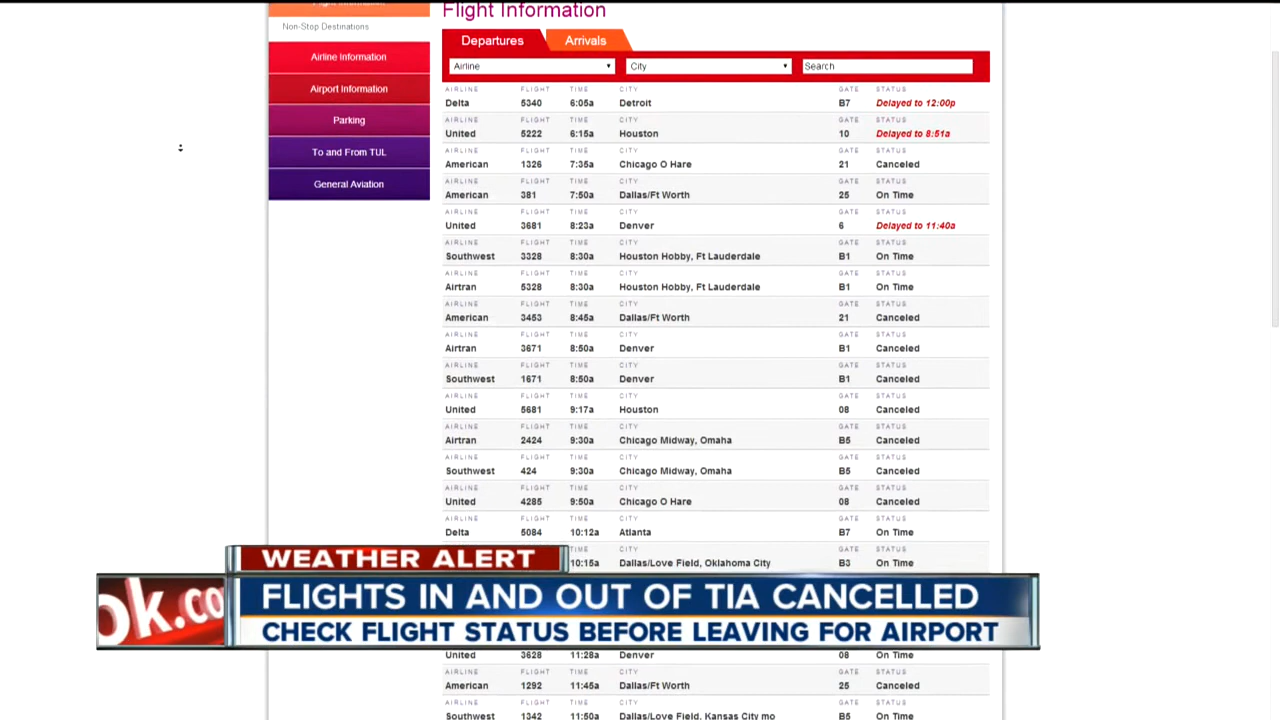 Flight Information
Flight Information
Non-Stop Destinations
Airline Information
Airport Information
Parking
To and From TUL
General Aviation
Departures Arrivals
Airline City Search
AIRLINE FLIGHT TIME CITY GATE STATUS
Delta 5340 6:05a Detroit B7 Delayed to 12:00p
AIRLINE FLIGHT TIME CITY GATE STATUS
United 5222 6:15a Houston 10 Delayed to 8:51a
AIRLINE FLIGHT TIME CITY GATE STATUS
American 1326 7:35a Chicago O Hare 21 Canceled
AIRLINE FLIGHT TIME CITY GATE STATUS
American 381 7:50a Dallas/Ft Worth 25 On Time
AIRLINE FLIGHT TIME CITY GATE STATUS
United 3681 8:23a Denver 6 Delayed to 11:40a
AIRLINE FLIGHT TIME CITY GATE STATUS
Southwest 3328 8:30a Houston Hobby, Ft Lauderdale B1 On Time
AIRLINE FLIGHT TIME CITY GATE STATUS
Airtran 5328 8:30a Houston Hobby, Ft Lauderdale B1 On Time
AIRLINE FLIGHT TIME CITY GATE STATUS
American 3453 8:45a Dallas/Ft Worth 21 Canceled
AIRLINE FLIGHT TIME CITY GATE STATUS
Airtran 3671 8:50a Denver B1 Canceled
AIRLINE FLIGHT TIME CITY GATE STATUS
Southwest 1671 8:50a Denver B1 Canceled
AIRLINE FLIGHT TIME CITY GATE STATUS
United 5681 9:17a Houston 08 Canceled
AIRLINE FLIGHT TIME CITY GATE STATUS
Airtran 2424 9:30a Chicago Midway, Omaha B5 Canceled
AIRLINE FLIGHT TIME CITY GATE STATUS
Southwest 424 9:30a Chicago Midway, Omaha B5 Canceled
AIRLINE FLIGHT TIME CITY GATE STATUS
United 4285 9:50a Chicago O Hare 08 Canceled
AIRLINE FLIGHT TIME CITY GATE STATUS
Delta 5084 10:12a Atlanta B7 On Time
TIME CITY GATE STATUS
10:15a Dallas/Love Field, Oklahoma City B3 On Time
WEATHER ALERT
ok.co
FLIGHTS IN AND OUT OF TIA CANCELLED
CHECK FLIGHT STATUS BEFORE LEAVING FOR AIRPORT
United 3628 11:28a Denver 08 On Time
AIRLINE FLIGHT TIME CITY GATE STATUS
American 1292 11:45a Dallas/Ft Worth 25 Canceled
AIRLINE FLIGHT TIME CITY GATE STATUS
Southwest 1342 11:50a Dallas/Love Field, Kansas City mo B5 On Time